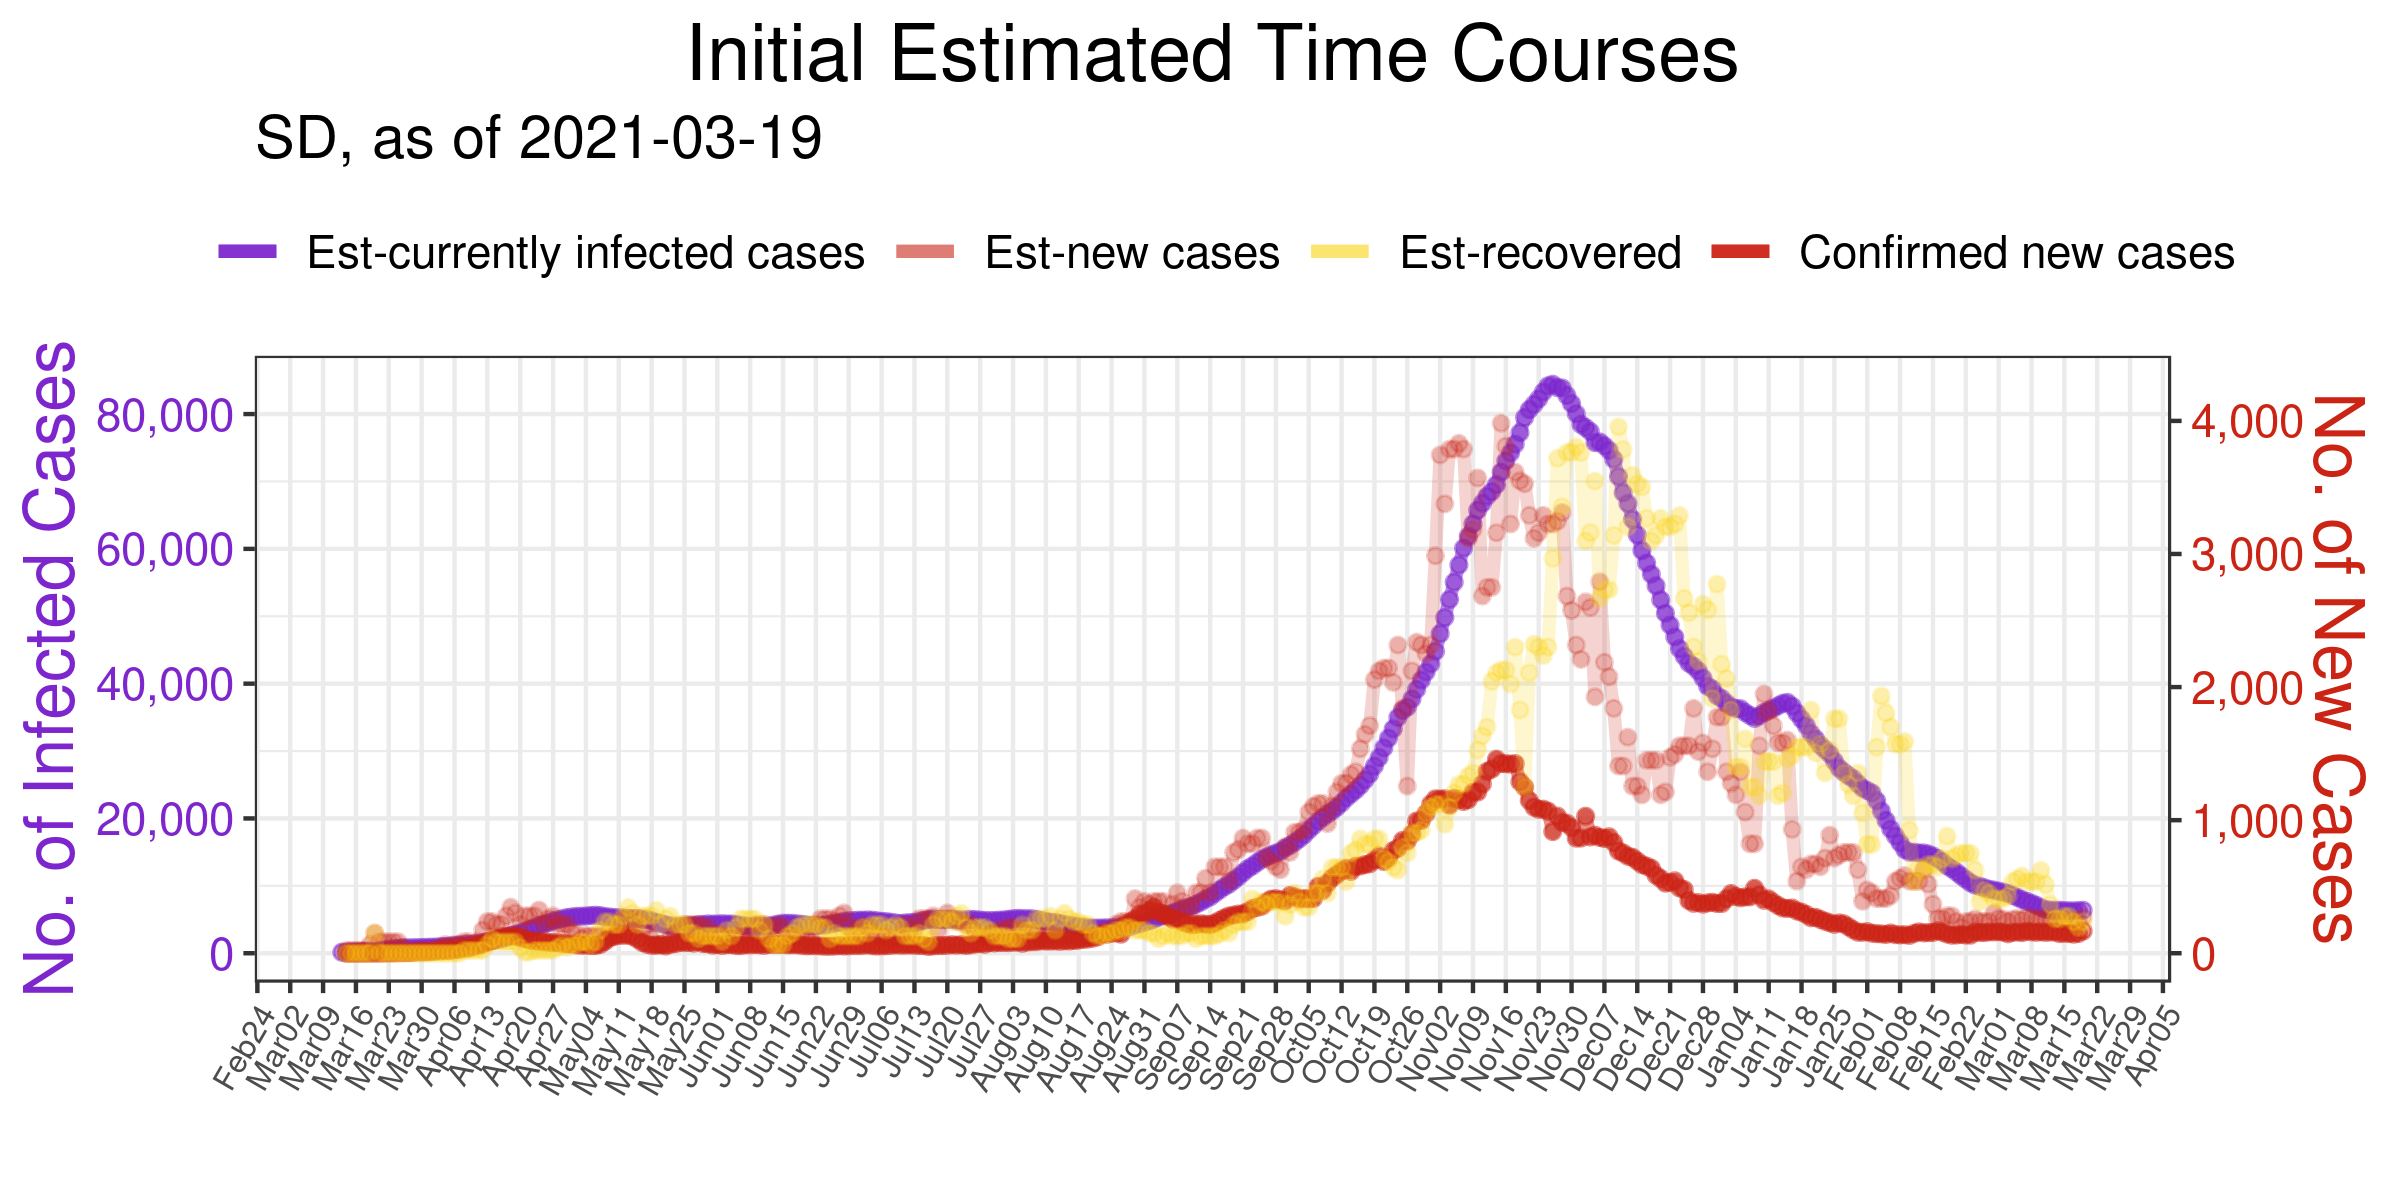 Initial Estimated Time Courses
SD, as of 2021-03-19
Est-currently infected cases Est-new cases Est-recovered Confirmed new cases
No. of Infected Cases
80,000
60,000
40,000
20,000
0
4,000
3,000
2,000
1,000
0
No. of New Cases
Feb24 Mar02 Mar09 Mar16 Mar23 Mar30 Apr06 Apr13 Apr20 Apr27 May04 May11 May18 May25 Jun01 Jun08 Jun15 Jun22 Jun29 Jul06 Jul13 Jul20 Jul27 Aug03 Aug10 Aug17 Aug24 Aug31 Sep07 Sep14 Sep21 Sep28 Oct05 Oct12 Oct19 Oct26 Nov02 Nov09 Nov16 Nov23 Nov30 Dec07 Dec14 Dec21 Dec28 Jan04 Jan11 Jan18 Jan25 Feb01 Feb08 Feb15 Feb22 Mar01 Mar08 Mar15 Mar22 Mar29 Apr05